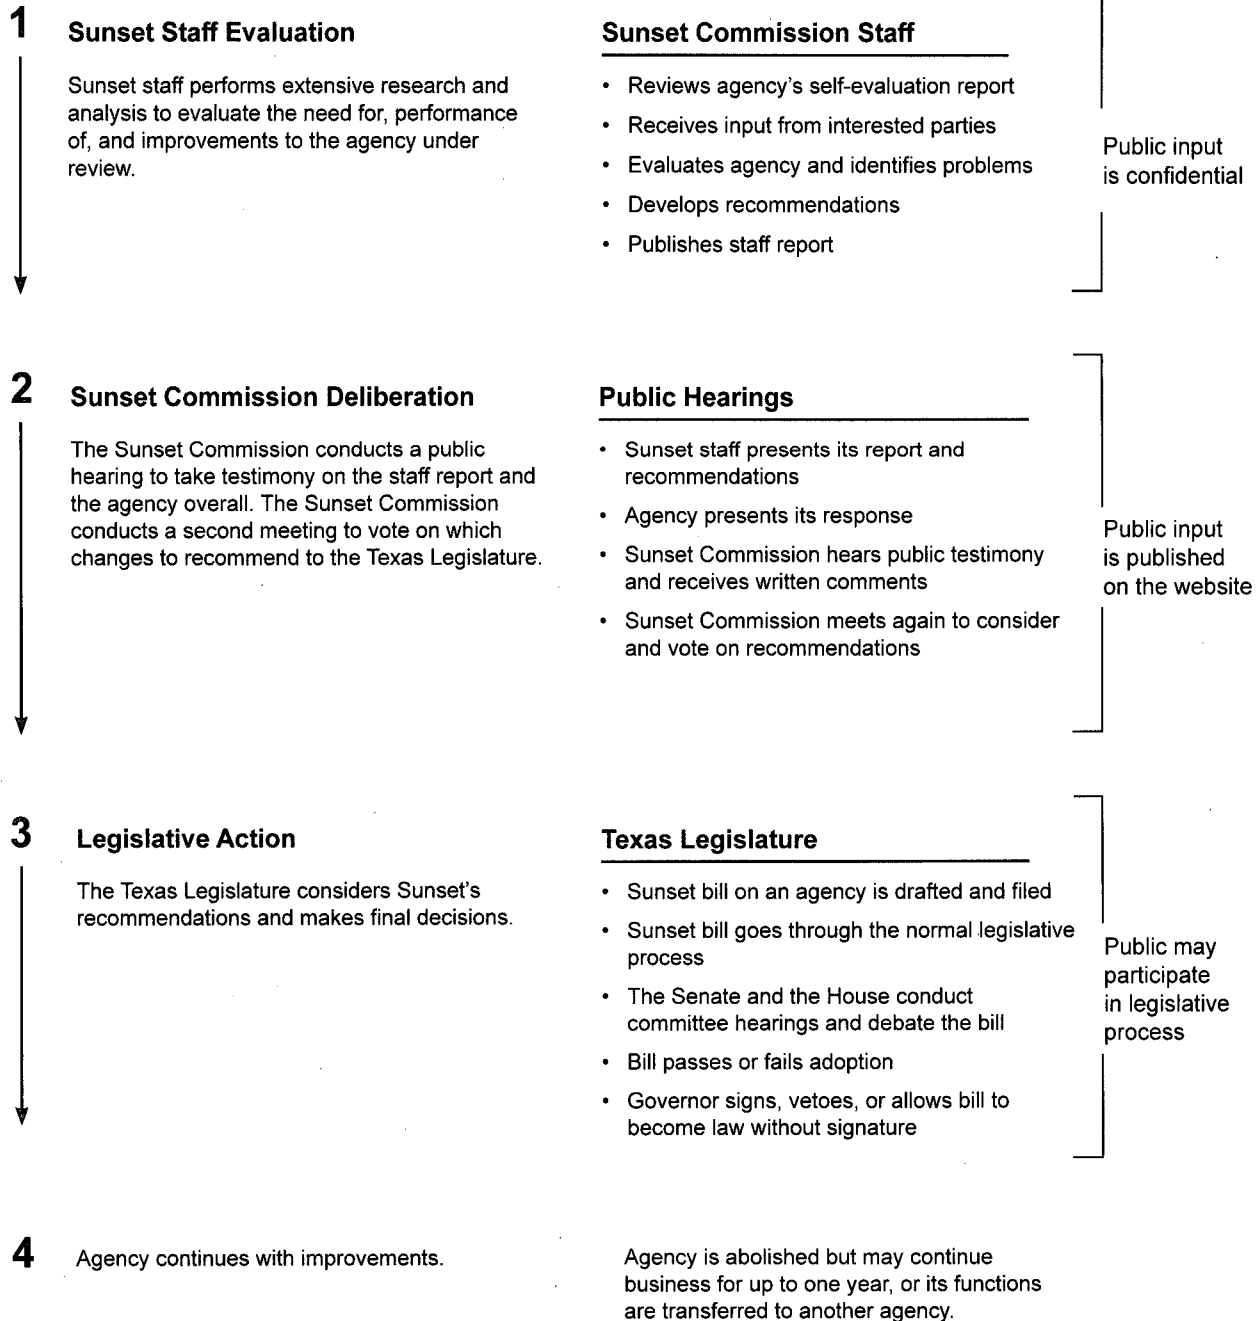 1
Sunset Staff Evaluation
Sunset staff performs extensive research and
analysis to evaluate the need for, performance
of, and improvements to the agency under
review.
Sunset Commission Staff
• Reviews agency's self-evaluation report
• Receives input from interested parties
• Evaluates agency and identifies problems
• Develops recommendations
• Publishes staff report
Public input
is confidential
2
Sunset Commission Deliberation
The Sunset Commission conducts a public
hearing to take testimony on the staff report and
the agency overall. The Sunset Commission
conducts a second meeting to vote on which
changes to recommend to the Texas Legislature.
Public Hearings
• Sunset staff presents its report and
recommendations
• Agency presents its response
• Sunset Commission hears public testimony
and receives written comments
• Sunset Commission meets again to consider
and vote on recommendations
Public input
is published
on the website
3
Legislative Action
The Texas Legislature considers Sunset's
recommendations and makes final decisions.
Texas Legislature
• Sunset bill on an agency is drafted and filed
• Sunset bill goes through the normal legislative
process
• The Senate and the House conduct
committee hearings and debate the bill
• Bill passes or fails adoption
• Governor signs, vetoes, or allows bill to
become law without signature
Public may
participate
in legislative
process
4
Agency continues with improvements.
Agency is abolished but may continue
business for up to one year, or its functions
are transferred to another agency.